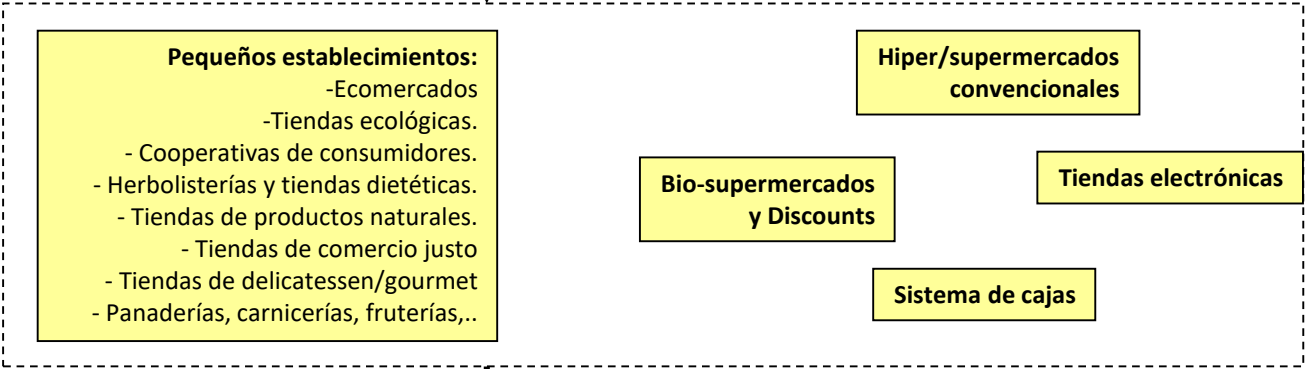 Pequeños establecimientos:
-Ecomercados
-Tiendas ecológicas.
- Cooperativas de consumidores.
- Herbolisterías y tiendas dietéticas.
- Tiendas de productos naturales.
- Tiendas de comercio justo
- Tiendas de delicatessen/gourmet
- Panaderías, carnicerías, fruterías,..
Hiper/supermercados
convencionales
Bio-supermercados
y Discounts
Tiendas electrónicas
Sistema de cajas